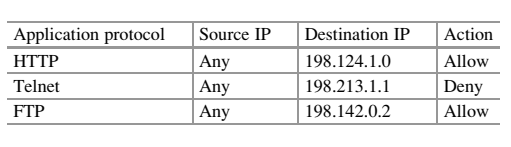 Application protocol Source IP Destination IP Action
HTTP Any 198.124.1.0 Allow
Telnet Any 198.213.1.1 Deny
FTP Any 198.142.0.2 Allow